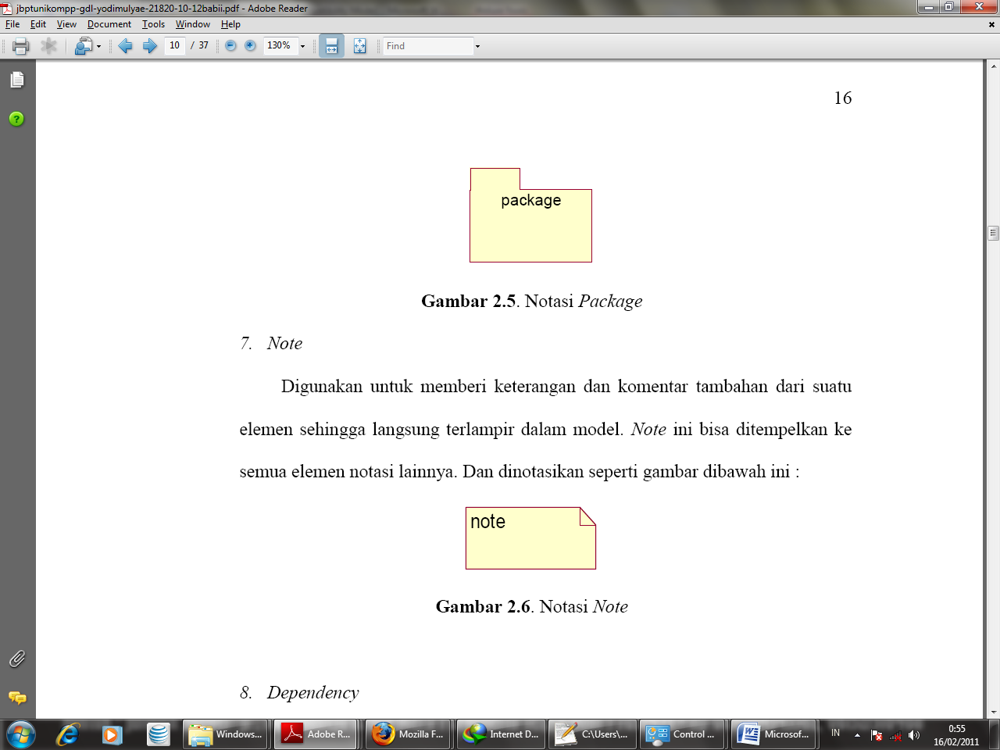 jbptunikompp-gdl-yodimulyae-21820-10-12babii.pdf - Adobe Reader
File Edit View Document Tools Window Help
10 / 37 130% Find
16
package
Gambar 2.5. Notasi Package
7. Note
Digunakan untuk memberi keterangan dan komentar tambahan dari suatu
elemen sehingga langsung terlampir dalam model. Note ini bisa ditempelkan ke
semua elemen notasi lainnya. Dan dinotasikan seperti gambar dibawah ini :
note
Gambar 2.6. Notasi Note
8. Dependency
Windows... Adobe R... Mozilla F... Internet D... C:\Users\... Control ... Microsof... IN 0:55
16/02/2011